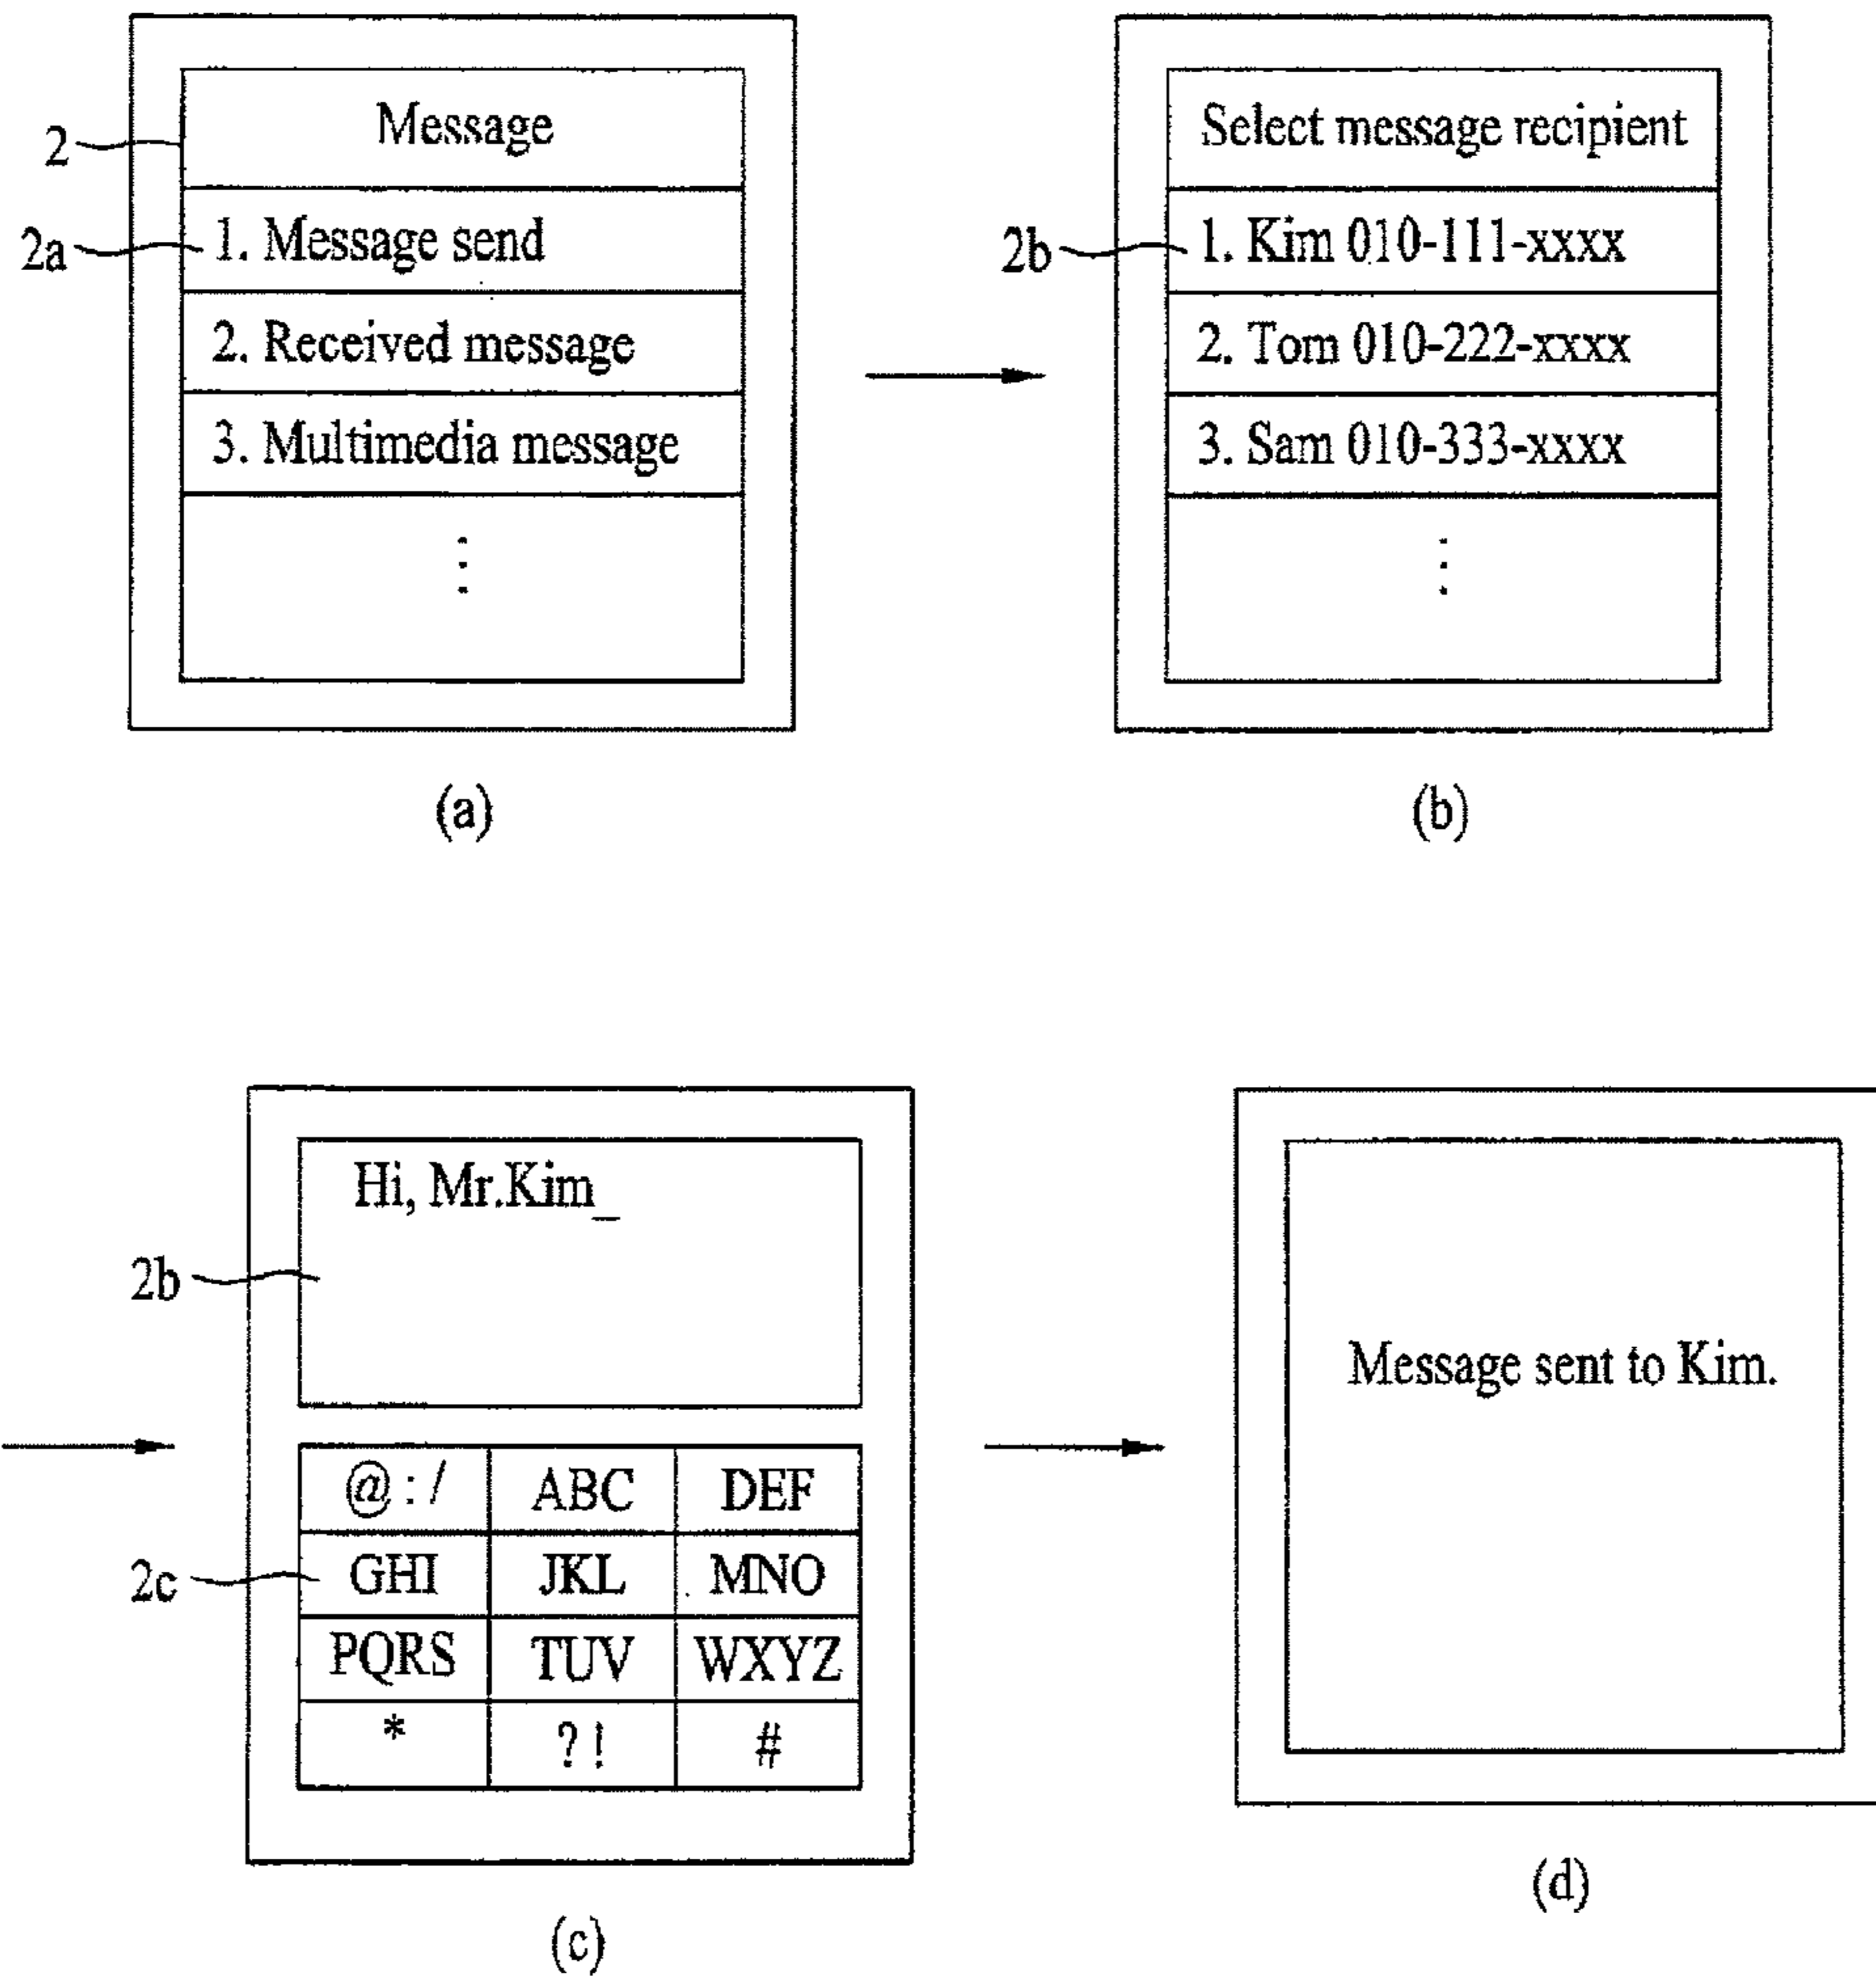 Message
2
1. Message send
2a
2. Received message
3. Multimedia message
(a)
Select message recipient
1. Kim 010-111-xxxx
2b
2. Tom 010-222-xxxx
3. Sam 010-333-xxxx
(b)
Hi, Mr.Kim_
2b
@ : / ABC DEF
2c GHI JKL MNO
PQRS TUV WXYZ
* ? ! #
(c)
Message sent to Kim.
(d)